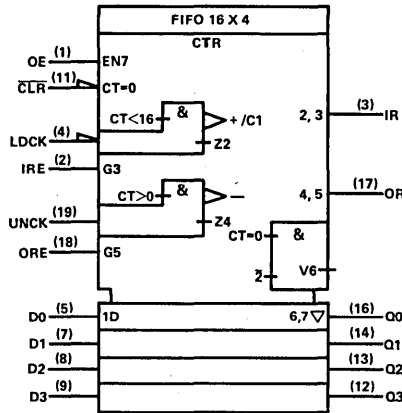 FIFO 16 X 4
CTR
OE (1) EN7
CLR (11) CT=0
CT<16 & + /C1
LDCK (4) Z2
2, 3 (3) IR
IRE (2) G3
CT>0 & −
4, 5 (17) OR
UNCK (19) Z4
ORE (18) G5
CT=0 &
2 V6
D0 (5) 1D 6,7 ▽ (16) Q0
D1 (7) (14) Q1
D2 (8) (13) Q2
D3 (9) (12) Q3